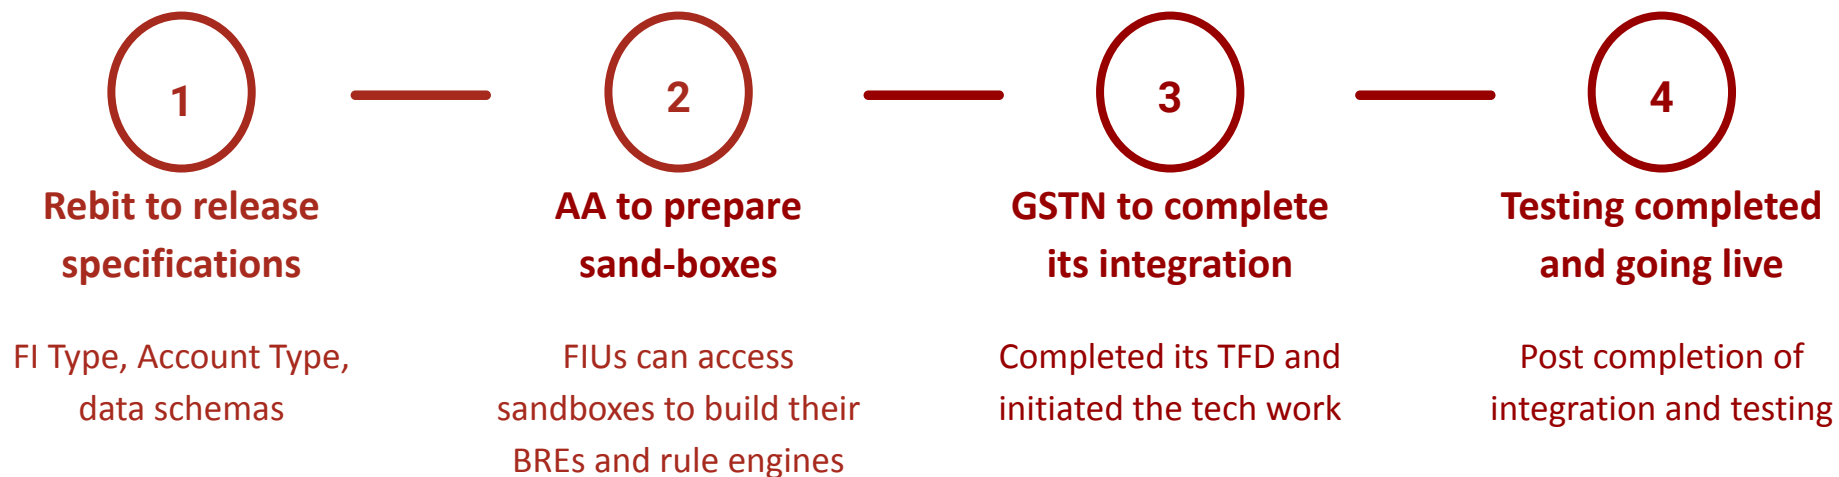 1
Rebit to release
specifications
FI Type, Account Type,
data schemas
2
AA to prepare
sand-boxes
FIUs can access
sandboxes to build their
BREs and rule engines
3
GSTN to complete
its integration
Completed its TFD and
initiated the tech work
4
Testing completed
and going live
Post completion of
integration and testing